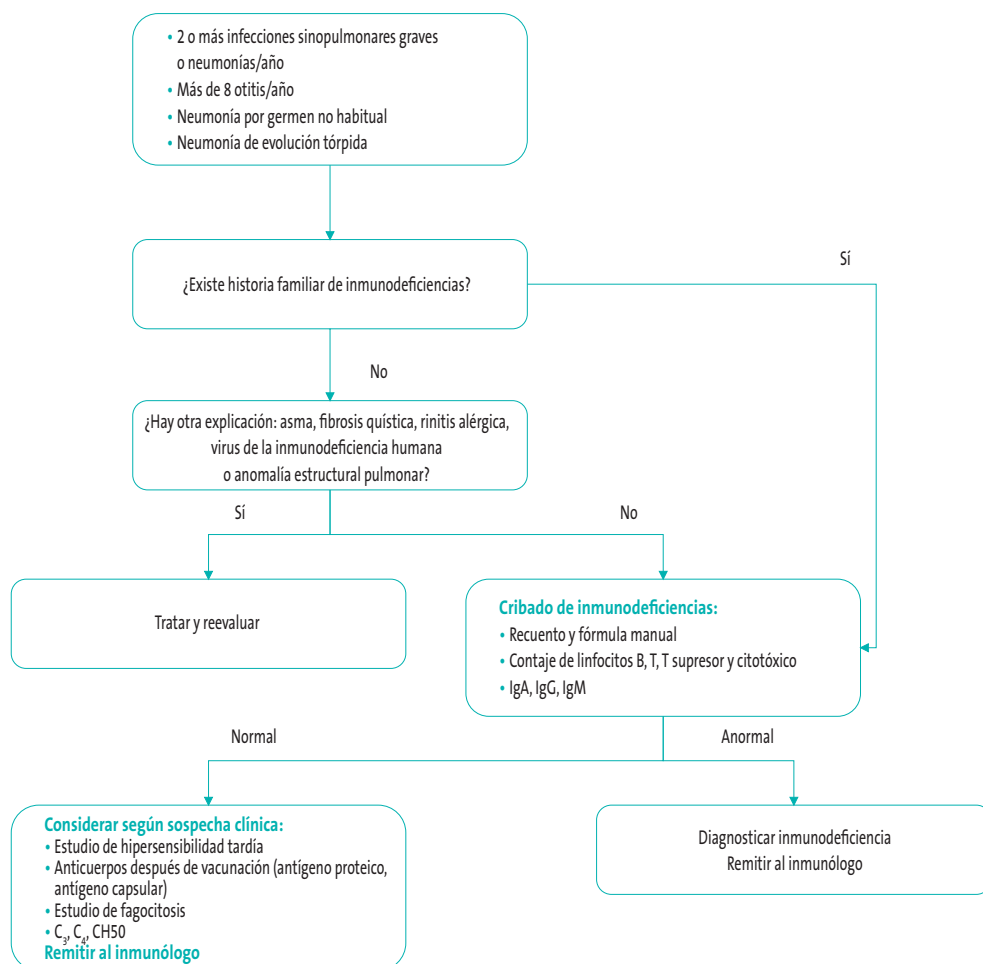 • 2 o más infecciones sinopulmonares graves
o neumonías/año
• Más de 8 otitis/año
• Neumonía por germen no habitual
• Neumonía de evolución tórpida
¿Existe historia familiar de inmunodeficiencias?
Sí
No
¿Hay otra explicación: asma, fibrosis quística, rinitis alérgica,
virus de la inmunodeficiencia humana
o anomalía estructural pulmonar?
Sí
No
Tratar y reevaluar
Cribado de inmunodeficiencias:
• Recuento y fórmula manual
• Contaje de linfocitos B, T, T supresor y citotóxico
• IgA, IgG, IgM
Normal
Anormal
Considerar según sospecha clínica:
• Estudio de hipersensibilidad tardía
• Anticuerpos después de vacunación (antígeno proteico,
antígeno capsular)
• Estudio de fagocitosis
• C₃, C₄, CH50
Remitir al inmunólogo
Diagnosticar inmunodeficiencia
Remitir al inmunólogo